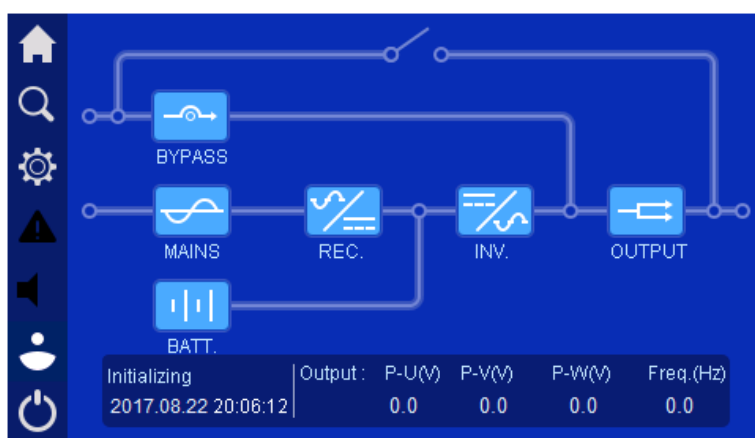 BYPASS
MAINS
REC.
INV.
OUTPUT
BATT.
Initializing
Output : P-U(V) P-V(V) P-W(V) Freq.(Hz)
2017.08.22 20:06:12
0.0 0.0 0.0 0.0